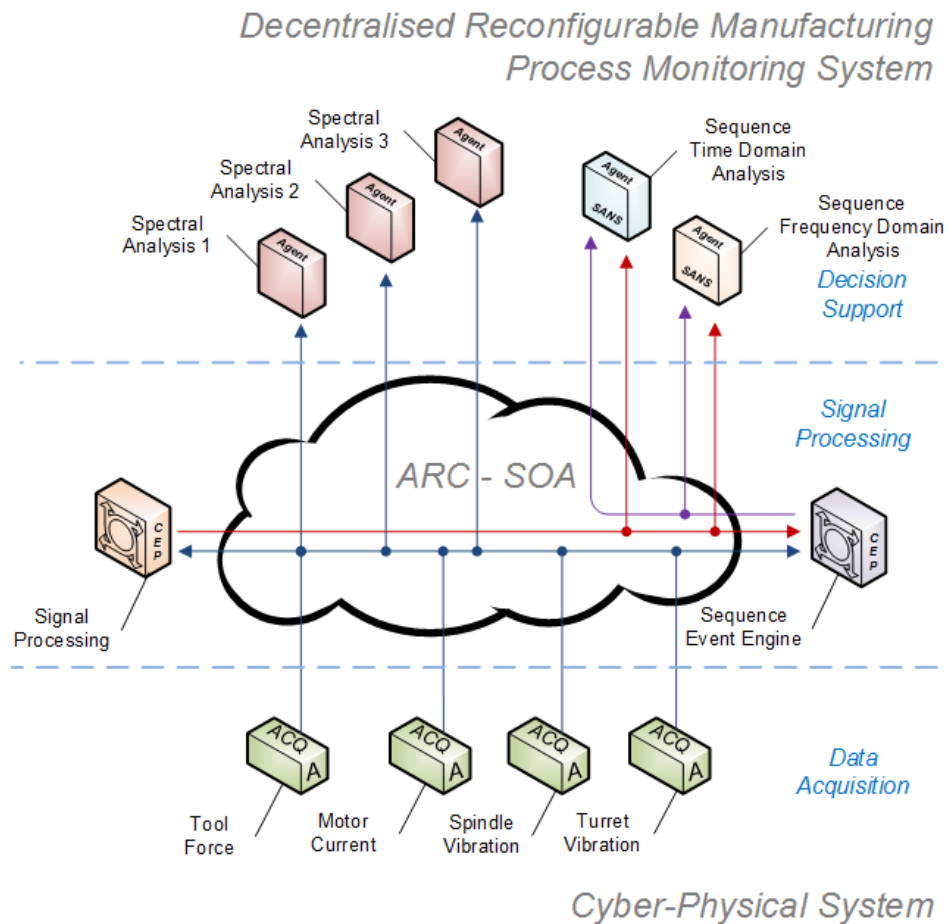 Decentralised Reconfigurable Manufacturing
Process Monitoring System
Spectral
Analysis 3
Agent
Spectral
Analysis 2
Agent
Spectral
Analysis 1
Agent
Sequence
Time Domain
Analysis
Agent
SANS
Sequence
Frequency Domain
Analysis
Agent
SANS
Decision
Support
Signal
Processing
ARC - SOA
CEP
Signal
Processing
CEP
Sequence
Event Engine
ACQ
A
Tool
Force
ACQ
A
Motor
Current
ACQ
A
Spindle
Vibration
ACQ
A
Turret
Vibration
Data
Acquisition
Cyber-Physical System